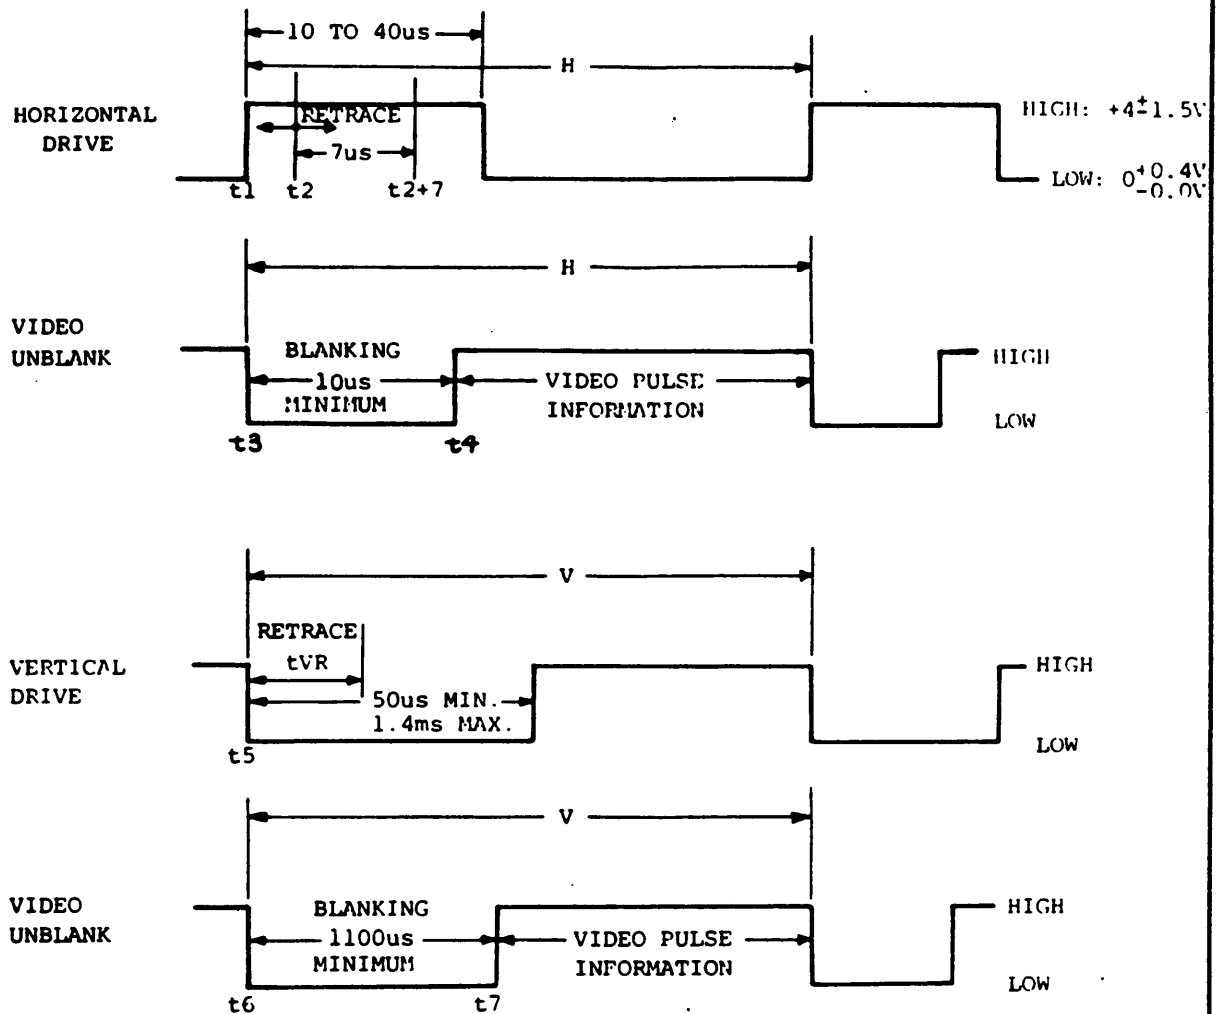 10 TO 40us
H
HORIZONTAL
DRIVE
RETRACE
7us
t1 t2 t2+7
HIGH: +4±1.5V
LOW: 0+0.4V
-0.0V
H
VIDEO
UNBLANK
BLANKING
10us
MINIMUM
VIDEO PULSE
INFORMATION
HIGH
LOW
t3 t4
V
VERTICAL
DRIVE
RETRACE
tVR
50us MIN.
1.4ms MAX.
HIGH
LOW
t5
V
VIDEO
UNBLANK
BLANKING
1100us
MINIMUM
VIDEO PULSE
INFORMATION
HIGH
LOW
t6 t7